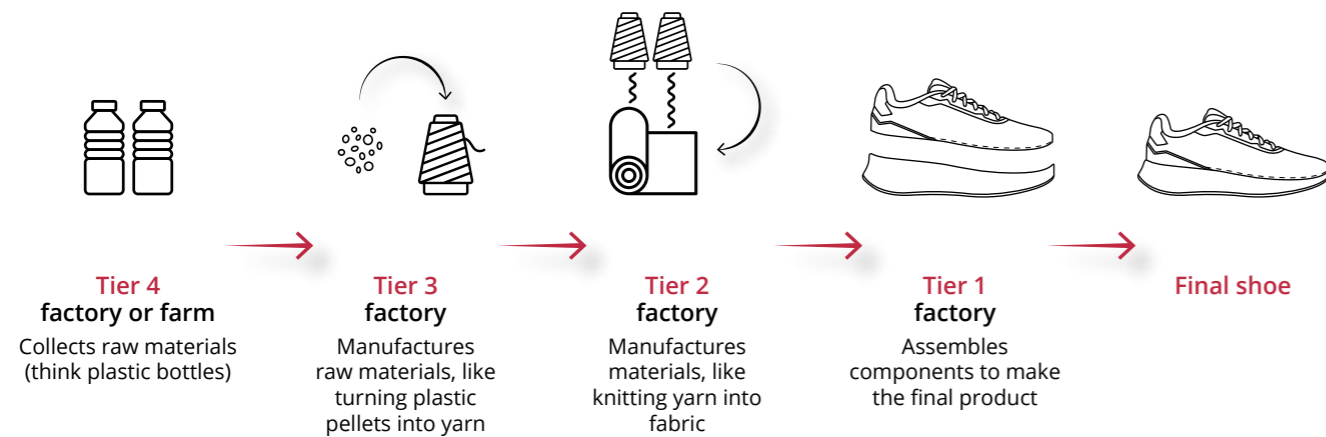 Tier 4
factory or farm
Collects raw materials
(think plastic bottles)
Tier 3
factory
Manufactures
raw materials, like
turning plastic
pellets into yarn
Tier 2
factory
Manufactures
materials, like
knitting yarn into
fabric
Tier 1
factory
Assembles
components to make
the final product
Final shoe